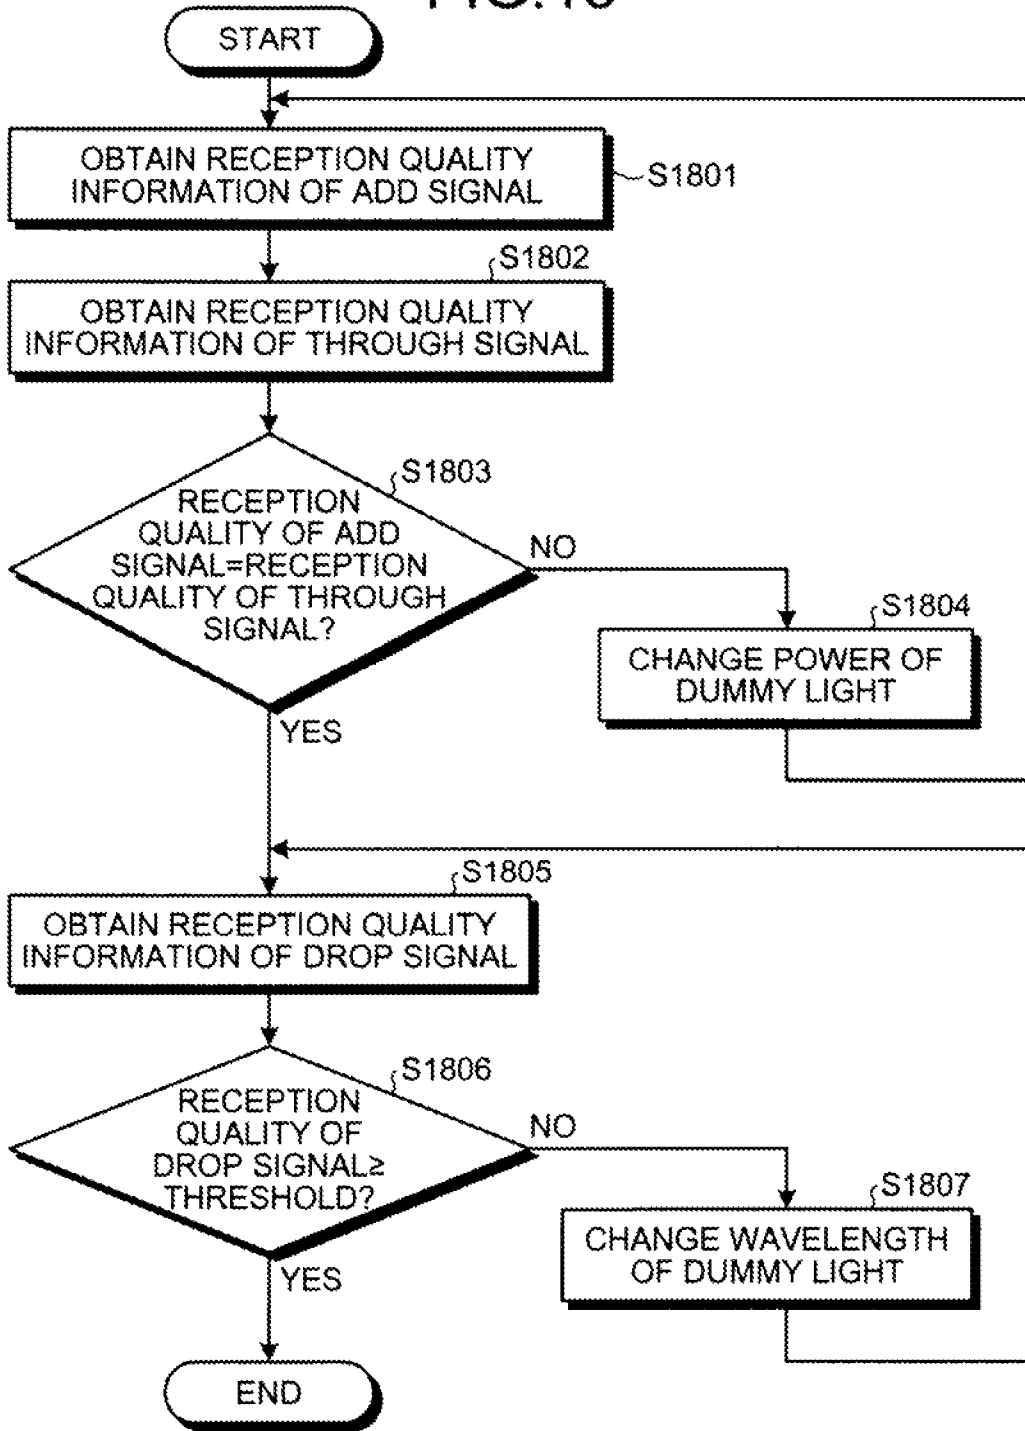 START
OBTAIN RECEPTION QUALITY
INFORMATION OF ADD SIGNAL
S1801
S1802
OBTAIN RECEPTION QUALITY
INFORMATION OF THROUGH SIGNAL
S1803
RECEPTION
QUALITY OF ADD
SIGNAL=RECEPTION
QUALITY OF THROUGH
SIGNAL?
NO
S1804
CHANGE POWER OF
DUMMY LIGHT
YES
S1805
OBTAIN RECEPTION QUALITY
INFORMATION OF DROP SIGNAL
S1806
RECEPTION
QUALITY OF
DROP SIGNAL≥
THRESHOLD?
NO
S1807
CHANGE WAVELENGTH
OF DUMMY LIGHT
YES
END